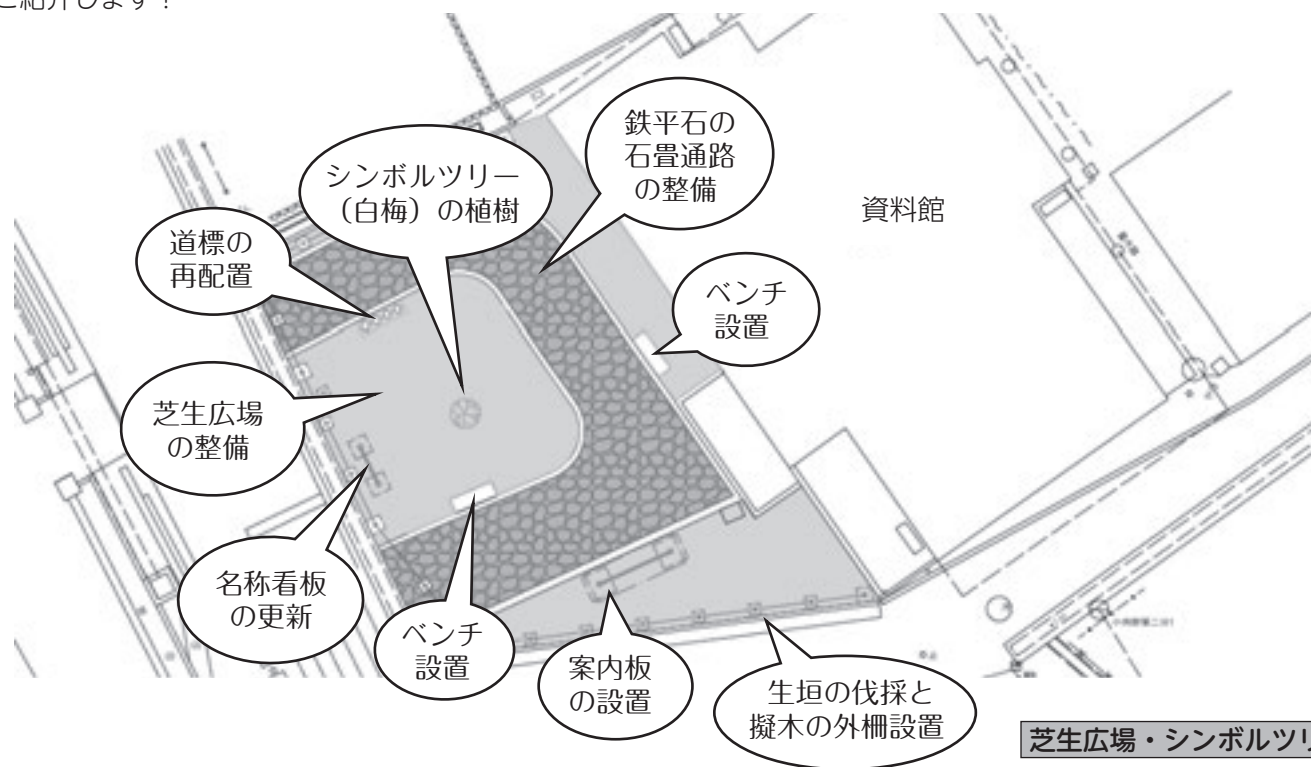 ご紹介します！
鉄平石の
石畳通路
の整備
シンボルツリー
（白梅）の植樹
資料館
道標の
再配置
ベンチ
設置
芝生広場
の整備
名称看板
の更新
ベンチ
設置
案内板
の設置
生垣の伐採と
擬木の外柵設置
芝生広場・シンボルツリ